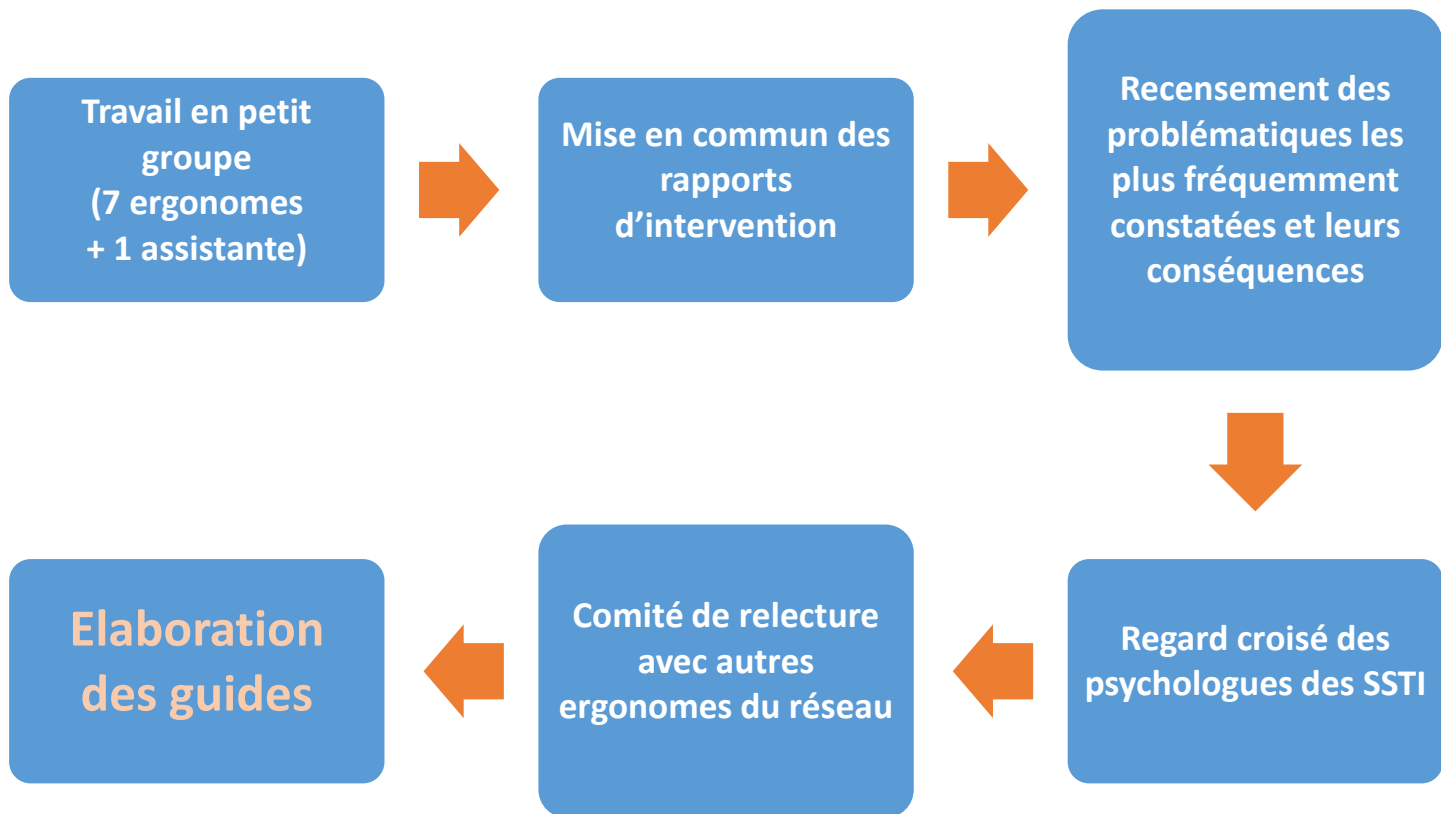 Travail en petit
groupe
(7 ergonomes
+ 1 assistante)
Mise en commun des
rapports
d’intervention
Recensement des
problématiques les
plus fréquemment
constatées et leurs
conséquences
Regard croisé des
psychologues des SSTI
Comité de relecture
avec autres
ergonomes du réseau
Elaboration
des guides